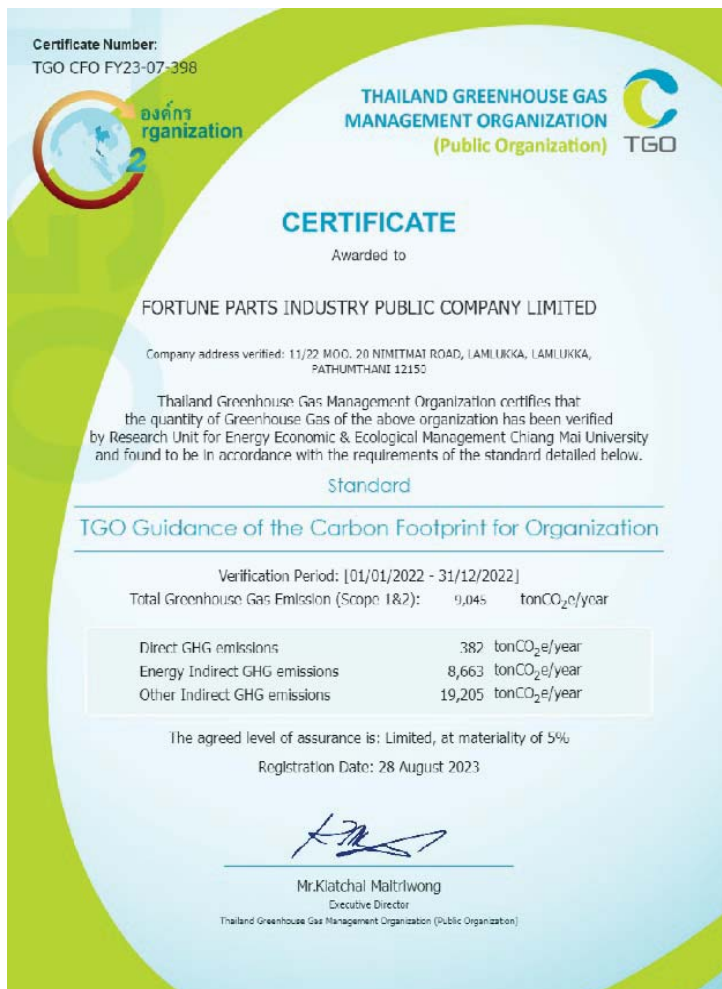 Certificate Number:
TGO CFO FY23-07-398
องค์กร
rganization
2
THAILAND GREENHOUSE GAS
MANAGEMENT ORGANIZATION
(Public Organization)
TGO
CERTIFICATE
Awarded to
FORTUNE PARTS INDUSTRY PUBLIC COMPANY LIMITED
Company address verified: 11/22 MOO. 20 NIMITMAI ROAD, LAMLUKKA, LAMLUKKA,
PATHUMTHANI 12150
Thailand Greenhouse Gas Management Organization certifies that
the quantity of Greenhouse Gas of the above organization has been verified
by Research Unit for Energy Economic & Ecological Management Chiang Mai University
and found to be in accordance with the requirements of the standard detailed below.
Standard
TGO Guidance of the Carbon Footprint for Organization
Verification Period: [01/01/2022 - 31/12/2022]
Total Greenhouse Gas Emission (Scope 1&2): 9,045 tonCO2e/year
Direct GHG emissions 382 tonCO2e/year
Energy Indirect GHG emissions 8,663 tonCO2e/year
Other Indirect GHG emissions 19,205 tonCO2e/year
The agreed level of assurance is: Limited, at materiality of 5%
Registration Date: 28 August 2023
Mr.Kiatchai Maitriwong
Executive Director
Thailand Greenhouse Gas Management Organization (Public Organization)